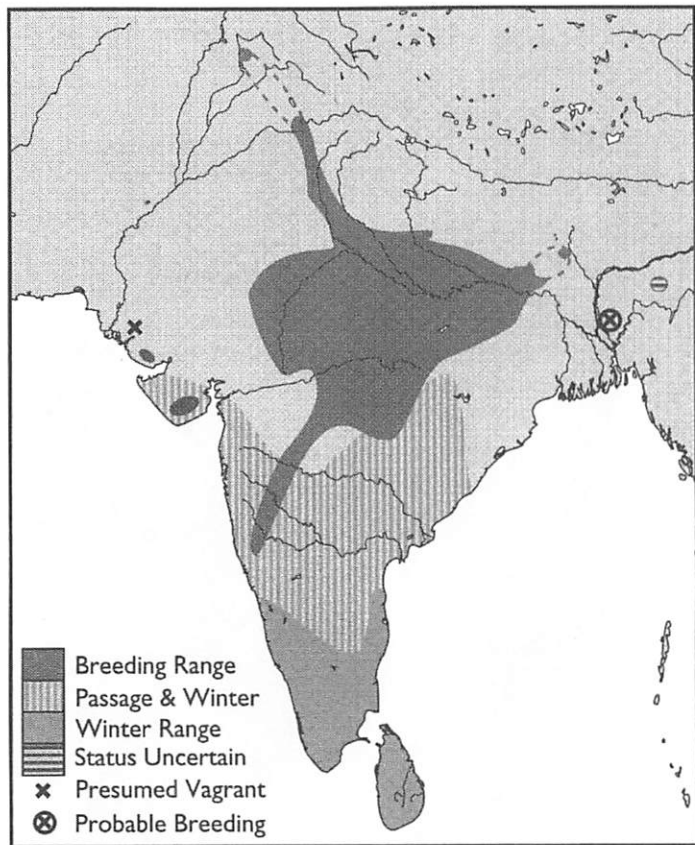 Breeding Range
Passage & Winter
Winter Range
Status Uncertain
Presumed Vagrant
Probable Breeding